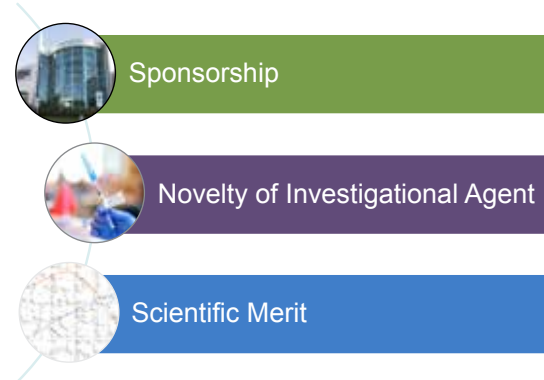 Sponsorship
Novelty of Investigational Agent
Scientific Merit